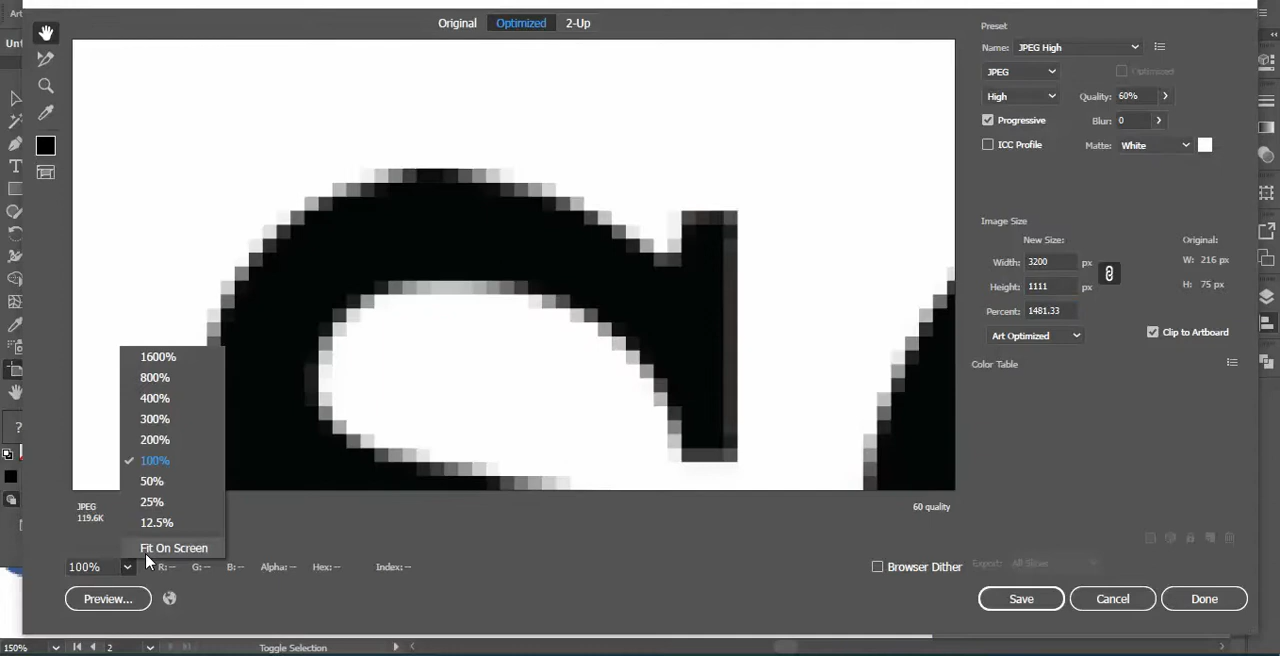 Art
Original Optimized 2-Up
Unt
Preset
Name: JPEG High
JPEG Optimized
High Quality: 60%
Progressive Blur: 0
ICC Profile Matte: White
Image Size
New Size: Original:
Width: 3200 px W: 216 px
Height: 1111 px H: 75 px
Percent: 1481.33
Art Optimized Clip to Artboard
Color Table
1600%
800%
400%
300%
200%
100%
50%
25%
12.5%
Fit On Screen
JPEG
119.6K
60 quality
100% R: -- G: -- B: -- Alpha: -- Hex: -- Index: --
Browser Dither Export: All Slices
Preview... Save Cancel Done
150% 2 Toggle Selection